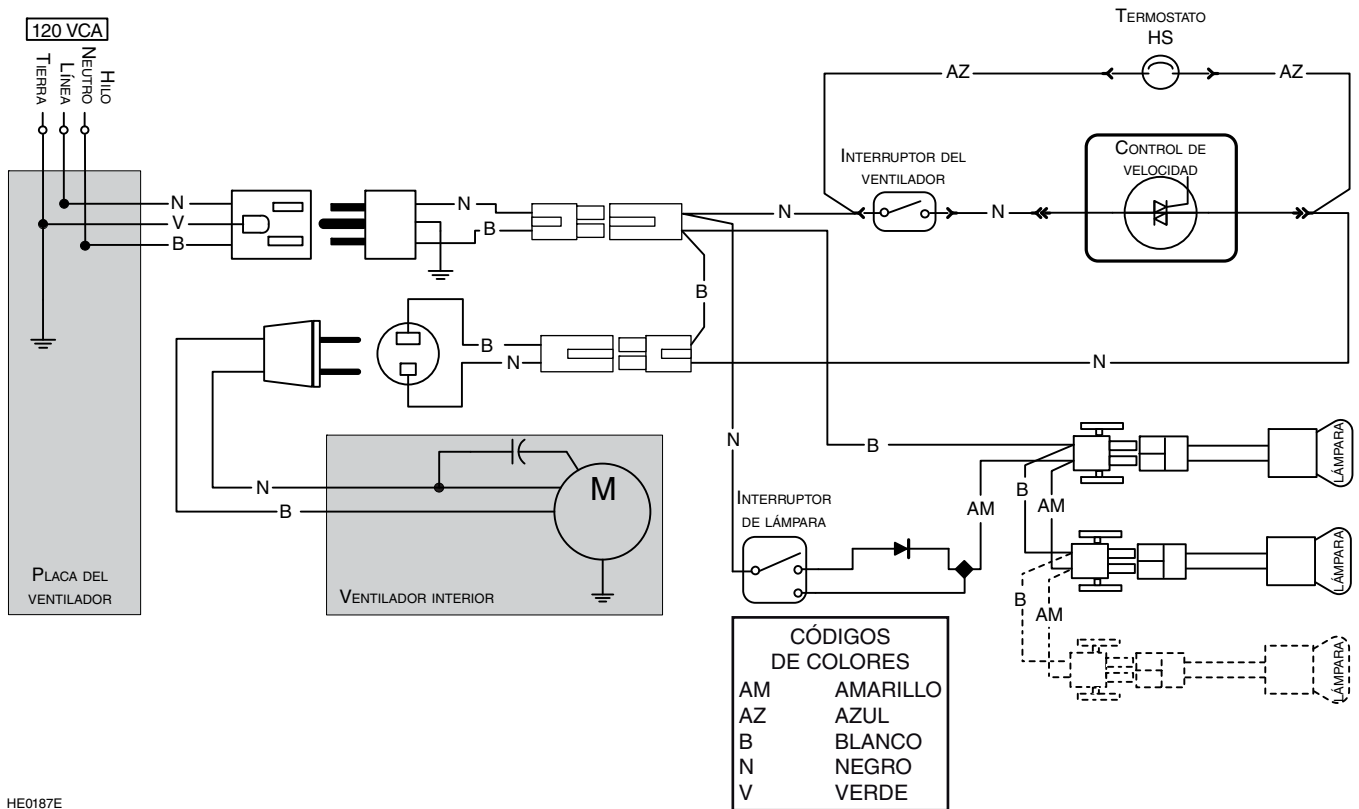 120 VCA
TIERRA
LÍNEA
NEUTRO
HILO
TERMOSTATO
HS
AZ
AZ
INTERRUPTOR DEL
VENTILADOR
CONTROL DE
VELOCIDAD
N
V
B
N
B
N
N
B
B
N
N
N
B
N
B
M
PLACA DEL
VENTILADOR
VENTILADOR INTERIOR
INTERRUPTOR
DE LÁMPARA
AM
B
AM
B
AM
LÁMPARA
LÁMPARA
LÁMPARA
CÓDIGOS
DE COLORES
AM AMARILLO
AZ AZUL
B BLANCO
N NEGRO
V VERDE
HE0187E